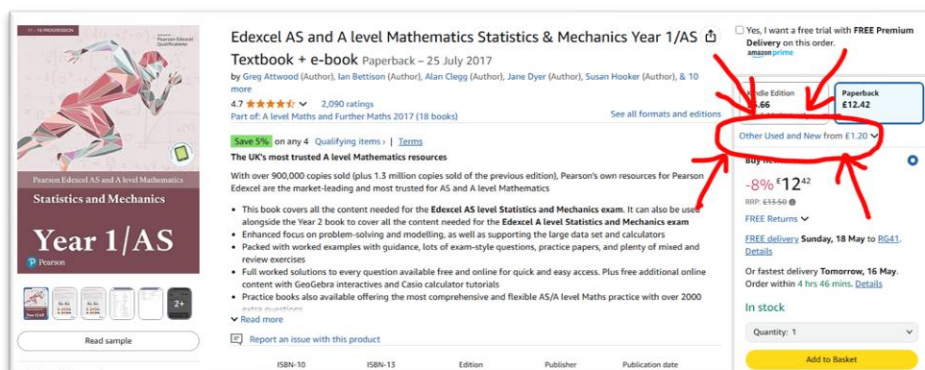 11 - 19 PROGRESSION
Pearson Edexcel
Qualifications
Pearson Edexcel AS and A level Mathematics
Statistics and Mechanics
Year 1/AS
Pearson
2+
Read sample
Edexcel AS and A level Mathematics Statistics & Mechanics Year 1/AS
Textbook + e-book Paperback – 25 July 2017
by Greg Attwood (Author), Ian Bettison (Author), Alan Clegg (Author), Jane Dyer (Author), Susan Hooker (Author), & 10
more
4.7 2,090 ratings
Part of: A level Maths and Further Maths 2017 (18 books)
See all formats and editions
Save 5% on any 4 Qualifying items › | Terms
The UK's most trusted A level Mathematics resources
With over 900,000 copies sold (plus 1.3 million copies sold of the previous edition), Pearson's own resources for Pearson
Edexcel are the market-leading and most trusted for AS and A level Mathematics
• This book covers all the content needed for the Edexcel AS level Statistics and Mechanics exam. It can also be used
alongside the Year 2 book to cover all the content needed for the Edexcel A level Statistics and Mechanics exam
• Enhanced focus on problem-solving and modelling, as well as supporting the large data set and calculators
• Packed with worked examples with guidance, lots of exam-style questions, practice papers, and plenty of mixed and
review exercises
• Full worked solutions to every question available free and online for quick and easy access. Plus free additional online
content with GeoGebra interactives and Casio calculator tutorials
• Practice books also available offering the most comprehensive and flexible AS/A level Maths practice with over 2000
extra questions
Read more
Report an issue with this product
ISBN-10 ISBN-13 Edition Publisher Publication date
Yes, I want a free trial with FREE Premium
Delivery on this order.
amazon prime
Kindle Edition
Paperback
£12.42
Other Used and New from £1.20
Buy new
-8% £12 42
RRP: £13.50
FREE Returns
FREE delivery Sunday, 18 May to RG41.
Details
Or fastest delivery Tomorrow, 16 May.
Order within 4 hrs 46 mins. Details
In stock
Quantity: 1
Add to Basket